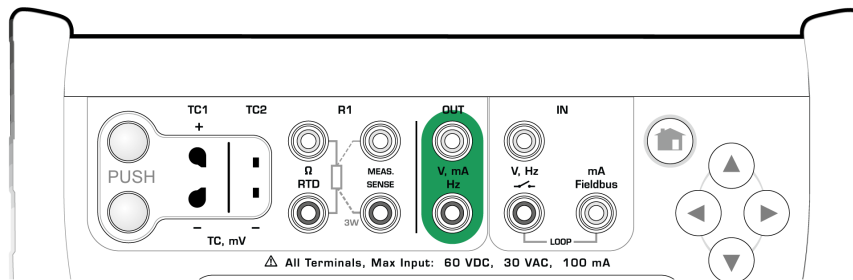 TC1 TC2 R1 OUT IN
+
PUSH
Ω MEAS. V, mA V, Hz mA
RTD SENSE Hz Fieldbus
3W
− −
LOOP
TC, mV
⚠ All Terminals, Max Input: 60 VDC, 30 VAC, 100 mA